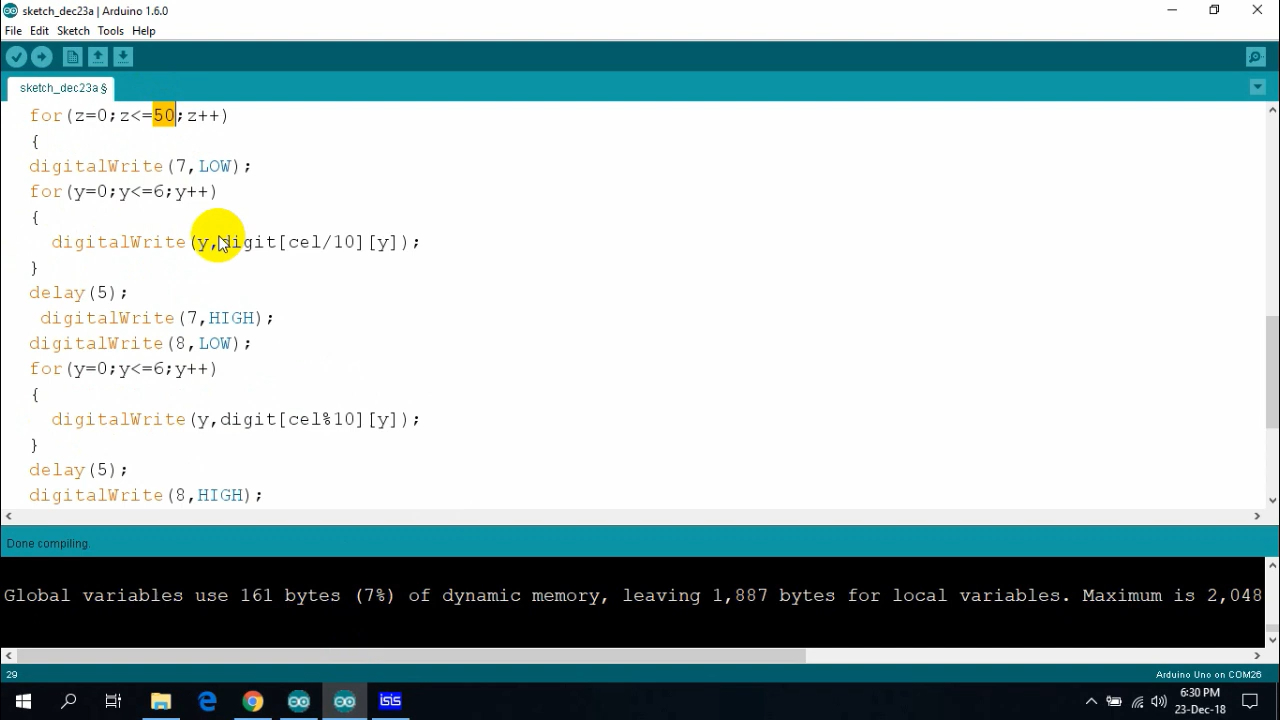 sketch_dec23a | Arduino 1.6.0
File Edit Sketch Tools Help
sketch_dec23a §
for(z=0;z<=50;z++)
{
digitalWrite(7,LOW);
for(y=0;y<=6;y++)
{
digitalWrite(y,digit[cel/10][y]);
}
delay(5);
digitalWrite(7,HIGH);
digitalWrite(8,LOW);
for(y=0;y<=6;y++)
{
digitalWrite(y,digit[cel%10][y]);
}
delay(5);
digitalWrite(8,HIGH);
Done compiling.
Global variables use 161 bytes (7%) of dynamic memory, leaving 1,887 bytes for local variables. Maximum is 2,048
29
Arduino Uno on COM26
isis
6:30 PM
23-Dec-18